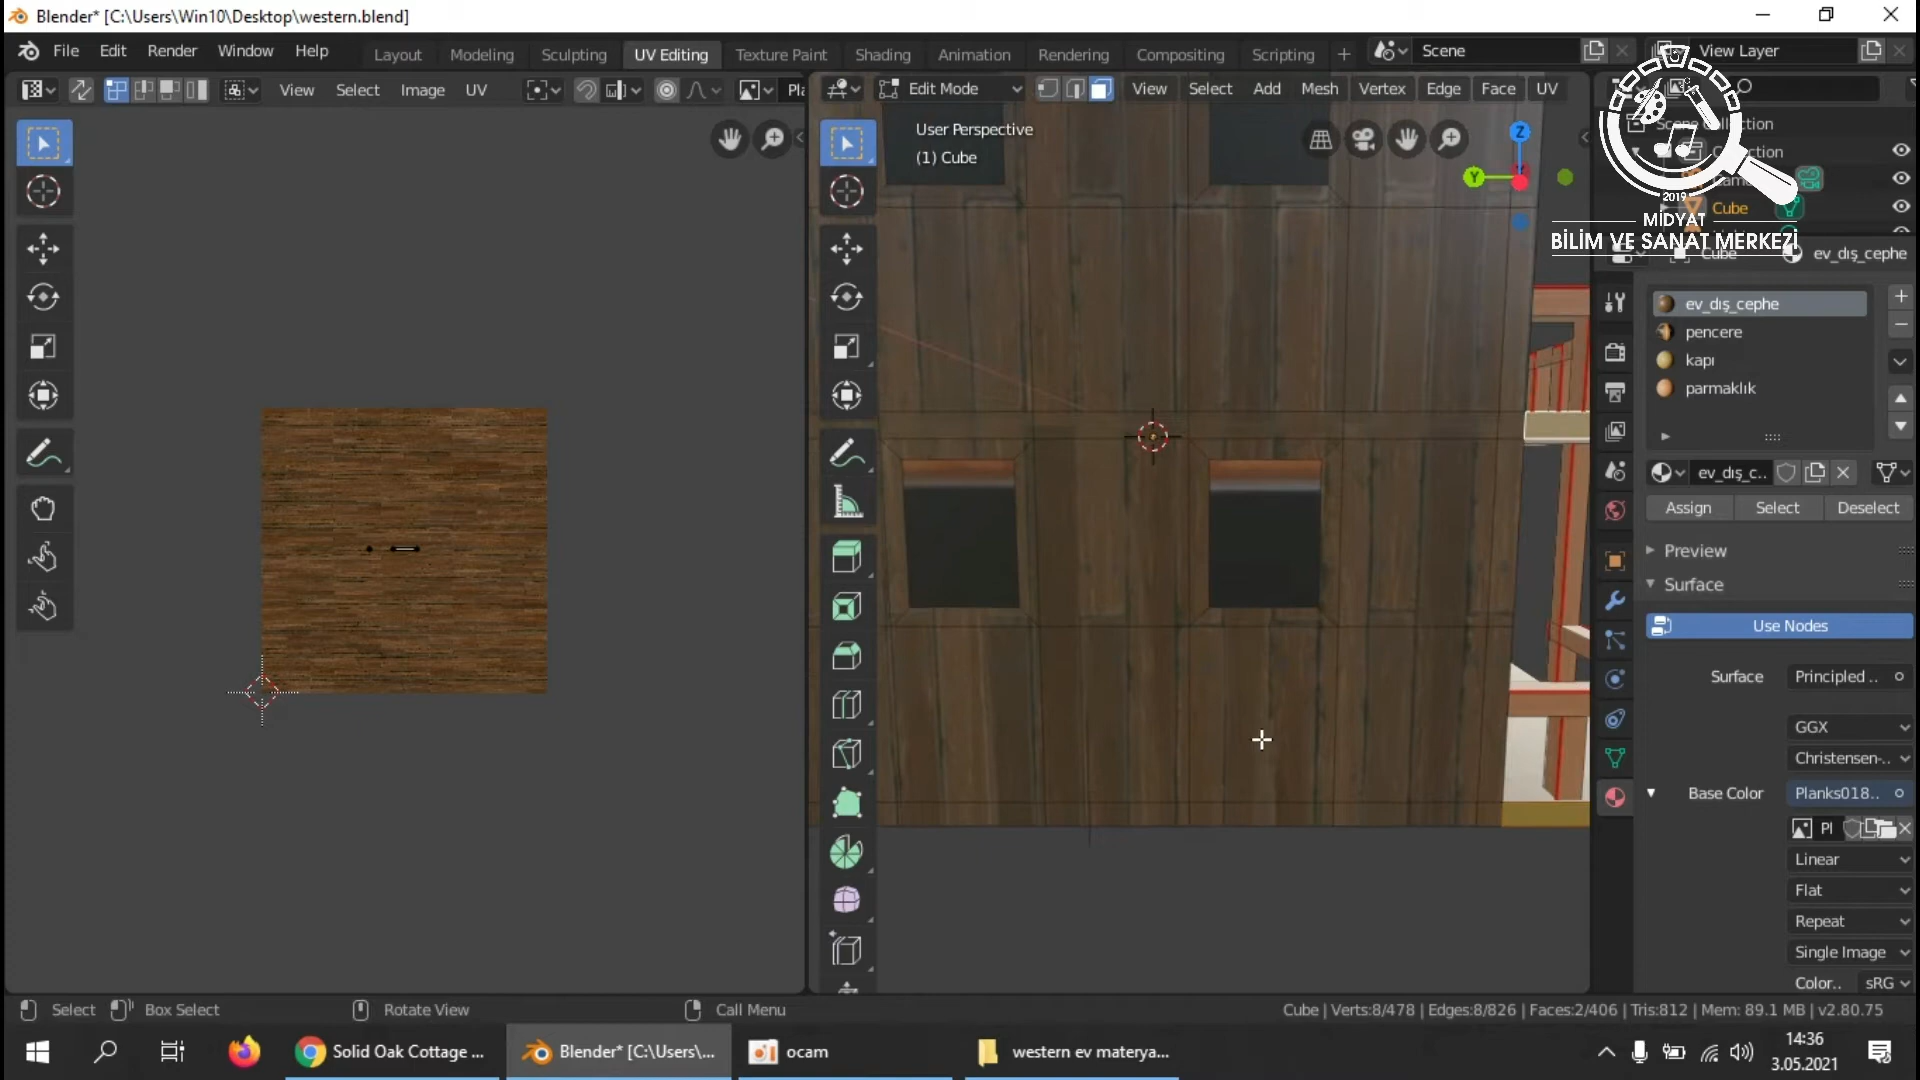 Blender* [C:\Users\Win10\Desktop\western.blend]
File Edit Render Window Help
Layout Modeling Sculpting UV Editing Texture Paint Shading Animation Rendering Compositing Scripting +
Scene
View Layer
View Select Image UV
Edit Mode
View Select Add Mesh Vertex Edge Face UV
User Perspective
(1) Cube
Z
Y
Cube
2019
MİDYAT
BİLİM VE SANAT MERKEZİ
Cube
ev_dış_cephe
ev_dış_cephe
pencere
kapı
parmaklık
ev_dış_c..
Assign Select Deselect
Preview
Surface
Use Nodes
Surface Principled ..
GGX
Christensen-..
Base Color Planks018..
Pl
Linear
Flat
Repeat
Single Image
Color.. sRG
Select Box Select Rotate View Call Menu
Cube | Verts:8/478 | Edges:8/826 | Faces:2/406 | Tris:812 | Mem: 89.1 MB | v2.80.75
Solid Oak Cottage ...
Blender* [C:\Users\...
ocam
western ev materya...
14:36
3.05.2021